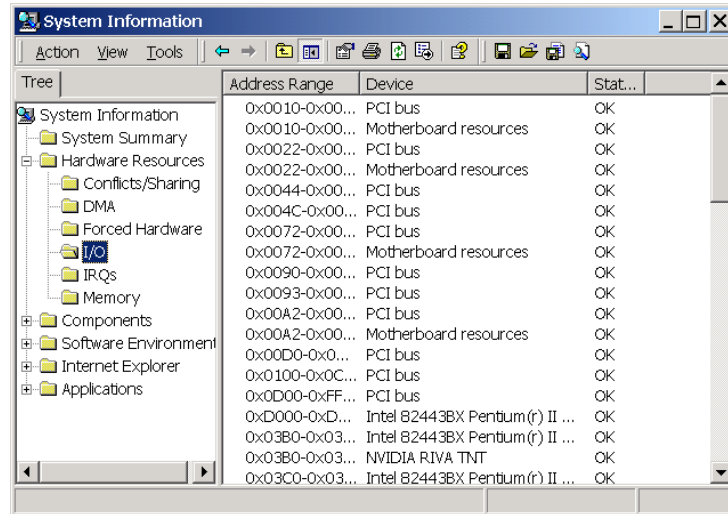 System Information
Action View Tools
Tree
System Information
System Summary
Hardware Resources
Conflicts/Sharing
DMA
Forced Hardware
I/O
IRQs
Memory
Components
Software Environment
Internet Explorer
Applications
Address Range Device Stat...
0x0010-0x00... PCI bus OK
0x0010-0x00... Motherboard resources OK
0x0022-0x00... PCI bus OK
0x0022-0x00... Motherboard resources OK
0x0044-0x00... PCI bus OK
0x004C-0x00... PCI bus OK
0x0072-0x00... PCI bus OK
0x0072-0x00... Motherboard resources OK
0x0090-0x00... PCI bus OK
0x0093-0x00... PCI bus OK
0x00A2-0x00... PCI bus OK
0x00A2-0x00... Motherboard resources OK
0x00D0-0x0... PCI bus OK
0x0100-0x0C... PCI bus OK
0x0D00-0xFF... PCI bus OK
0xD000-0xD... Intel 82443BX Pentium(r) II ... OK
0x03B0-0x03... Intel 82443BX Pentium(r) II ... OK
0x03B0-0x03... NVIDIA RIVA TNT OK
0x03C0-0x03... Intel 82443BX Pentium(r) II ... OK